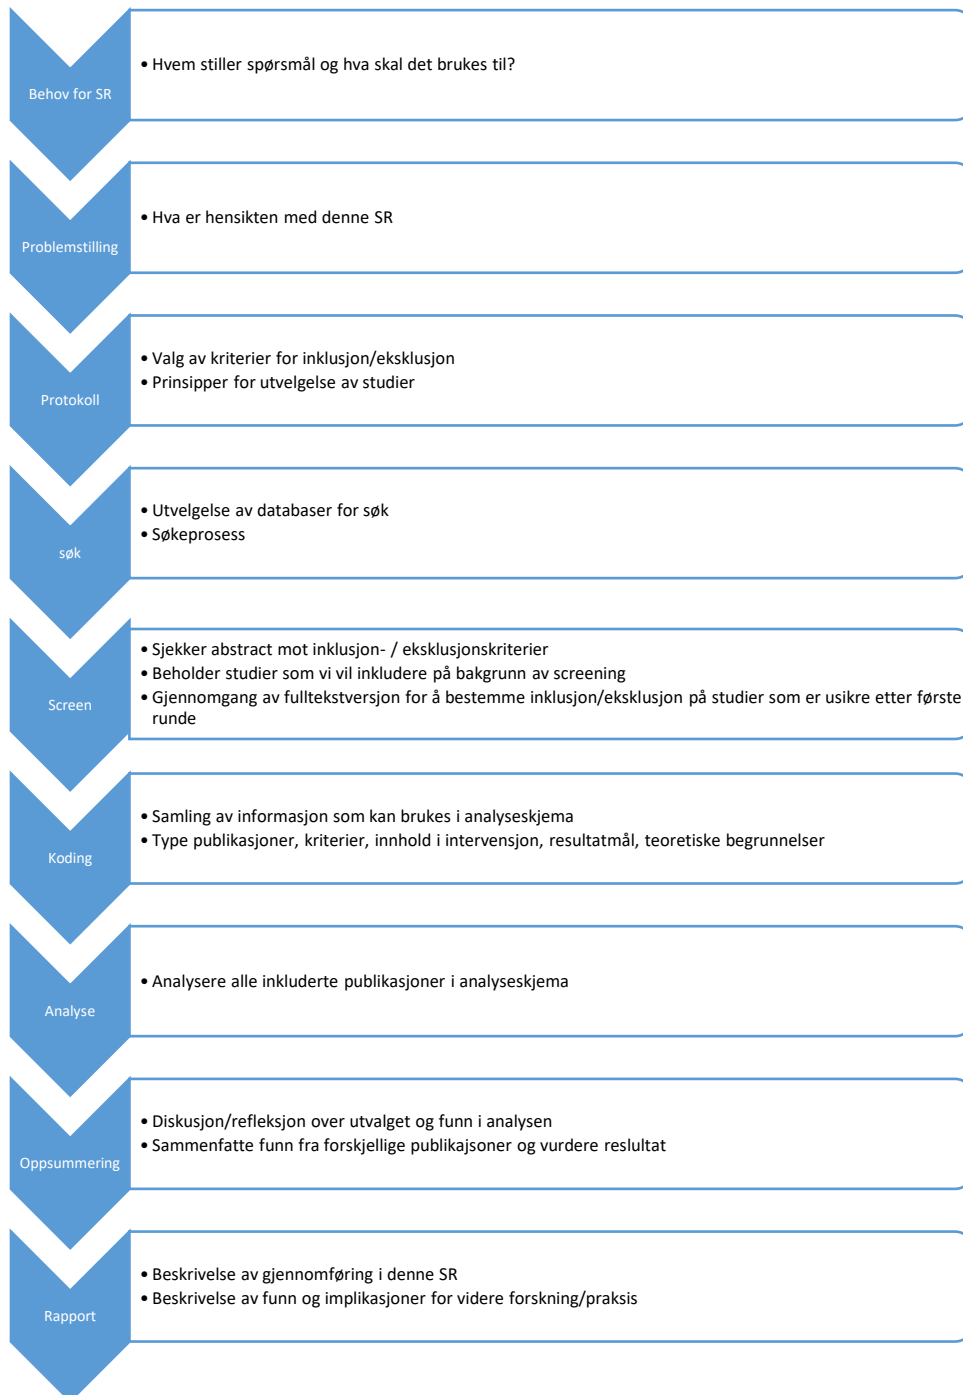 Behov for SR
• Hvem stiller spørsmål og hva skal det brukes til?
Problemstilling
• Hva er hensikten med denne SR
Protokoll
• Valg av kriterier for inklusjon/eksklusjon
• Prinsipper for utvelgelse av studier
søk
• Utvelgelse av databaser for søk
• Søkeprosess
Screen
• Sjekker abstract mot inklusjon- / eksklusjonskriterier
• Beholder studier som vi vil inkludere på bakgrunn av screening
• Gjennomgang av fulltekstversjon for å bestemme inklusjon/eksklusjon på studier som er usikre etter første
runde
Koding
• Samling av informasjon som kan brukes i analyseskjema
• Type publikasjoner, kriterier, innhold i intervensjon, resultatmål, teoretiske begrunnelser
Analyse
• Analysere alle inkluderte publikasjoner i analyseskjema
Oppsummering
• Diskusjon/refleksjon over utvalget og funn i analysen
• Sammenfatte funn fra forskjellige publikajsoner og vurdere reslultat
Rapport
• Beskrivelse av gjennomføring i denne SR
• Beskrivelse av funn og implikasjoner for videre forskning/praksis